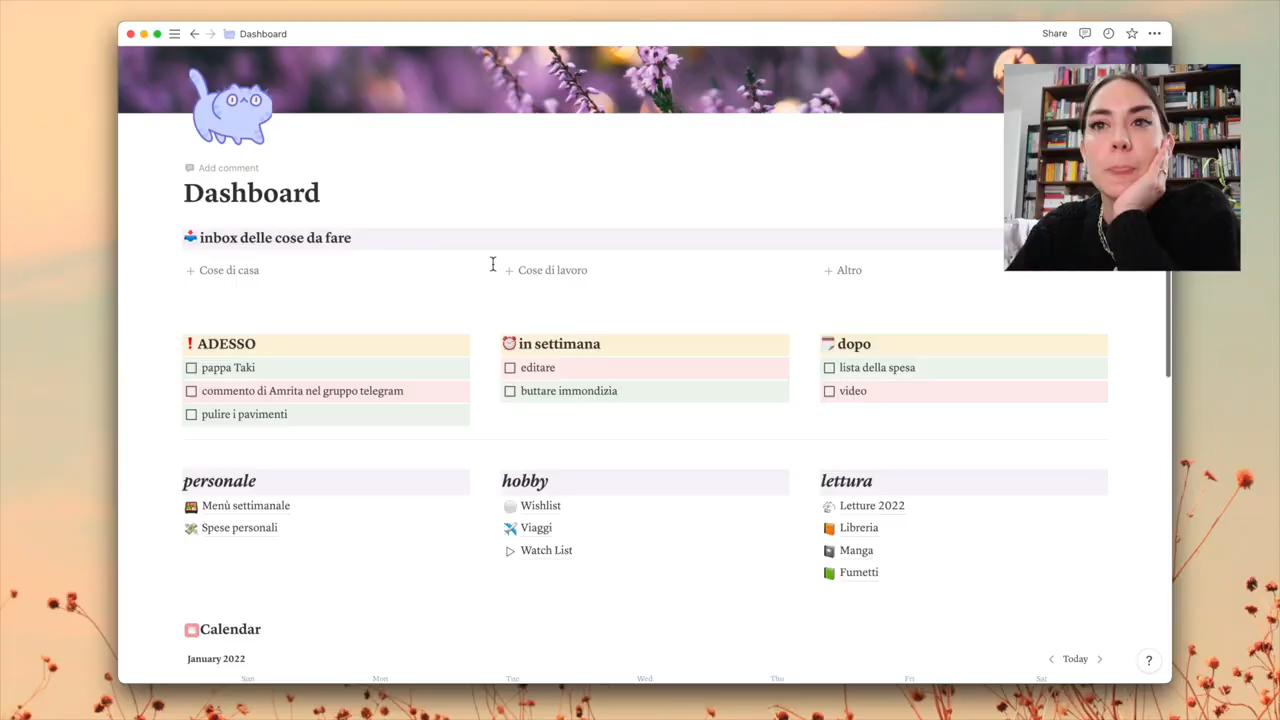 Dashboard
Share
Add comment
Dashboard
inbox delle cose da fare
+ Cose di casa
+ Cose di lavoro
+ Altro
❗ ADESSO
pappa Taki
commento di Amrita nel gruppo telegram
pulire i pavimenti
in settimana
editare
buttare immondizia
dopo
lista della spesa
video
personale
Menù settimanale
Spese personali
hobby
Wishlist
Viaggi
Watch List
lettura
Letture 2022
Libreria
Manga
Fumetti
Calendar
January 2022
Today
?
Sun Mon Tue Wed Thu Fri Sat